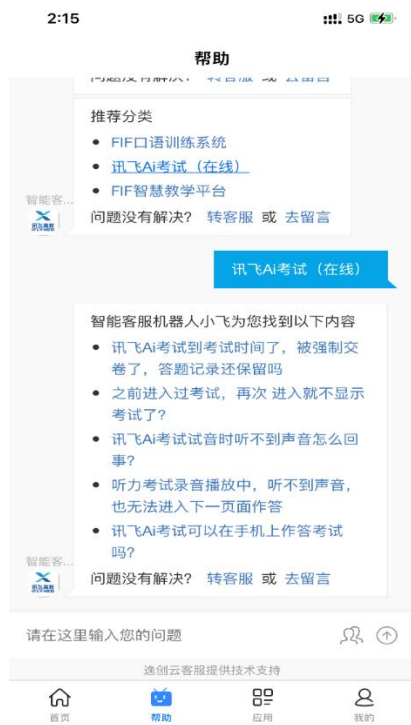 2:15
5G
帮助
问题没有解决? 转客服 或 去留言
推荐分类
FIF口语训练系统
讯飞Ai考试（在线）
FIF智慧教学平台
智能客...
问题没有解决? 转客服 或 去留言
讯飞Ai考试（在线）
智能客服机器人小飞为您找到以下内容
讯飞Ai考试到考试时间了，被强制交
卷了，答题记录还保留吗
之前进入过考试，再次 进入就不显示
考试了?
讯飞Ai考试试音时听不到声音怎么回
事?
听力考试录音播放中，听不到声音，
也无法进入下一页面作答
讯飞Ai考试可以在手机上作答考试
吗?
智能客...
问题没有解决? 转客服 或 去留言
请在这里输入您的问题
逸创云客服提供技术支持
首页 帮助 应用 我的